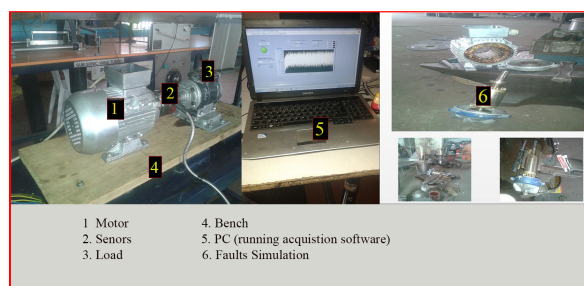 1
2
3
4
5
6
1 Motor
2. Senors
3. Load
4. Bench
5. PC (running acquistion software)
6. Faults Simulation